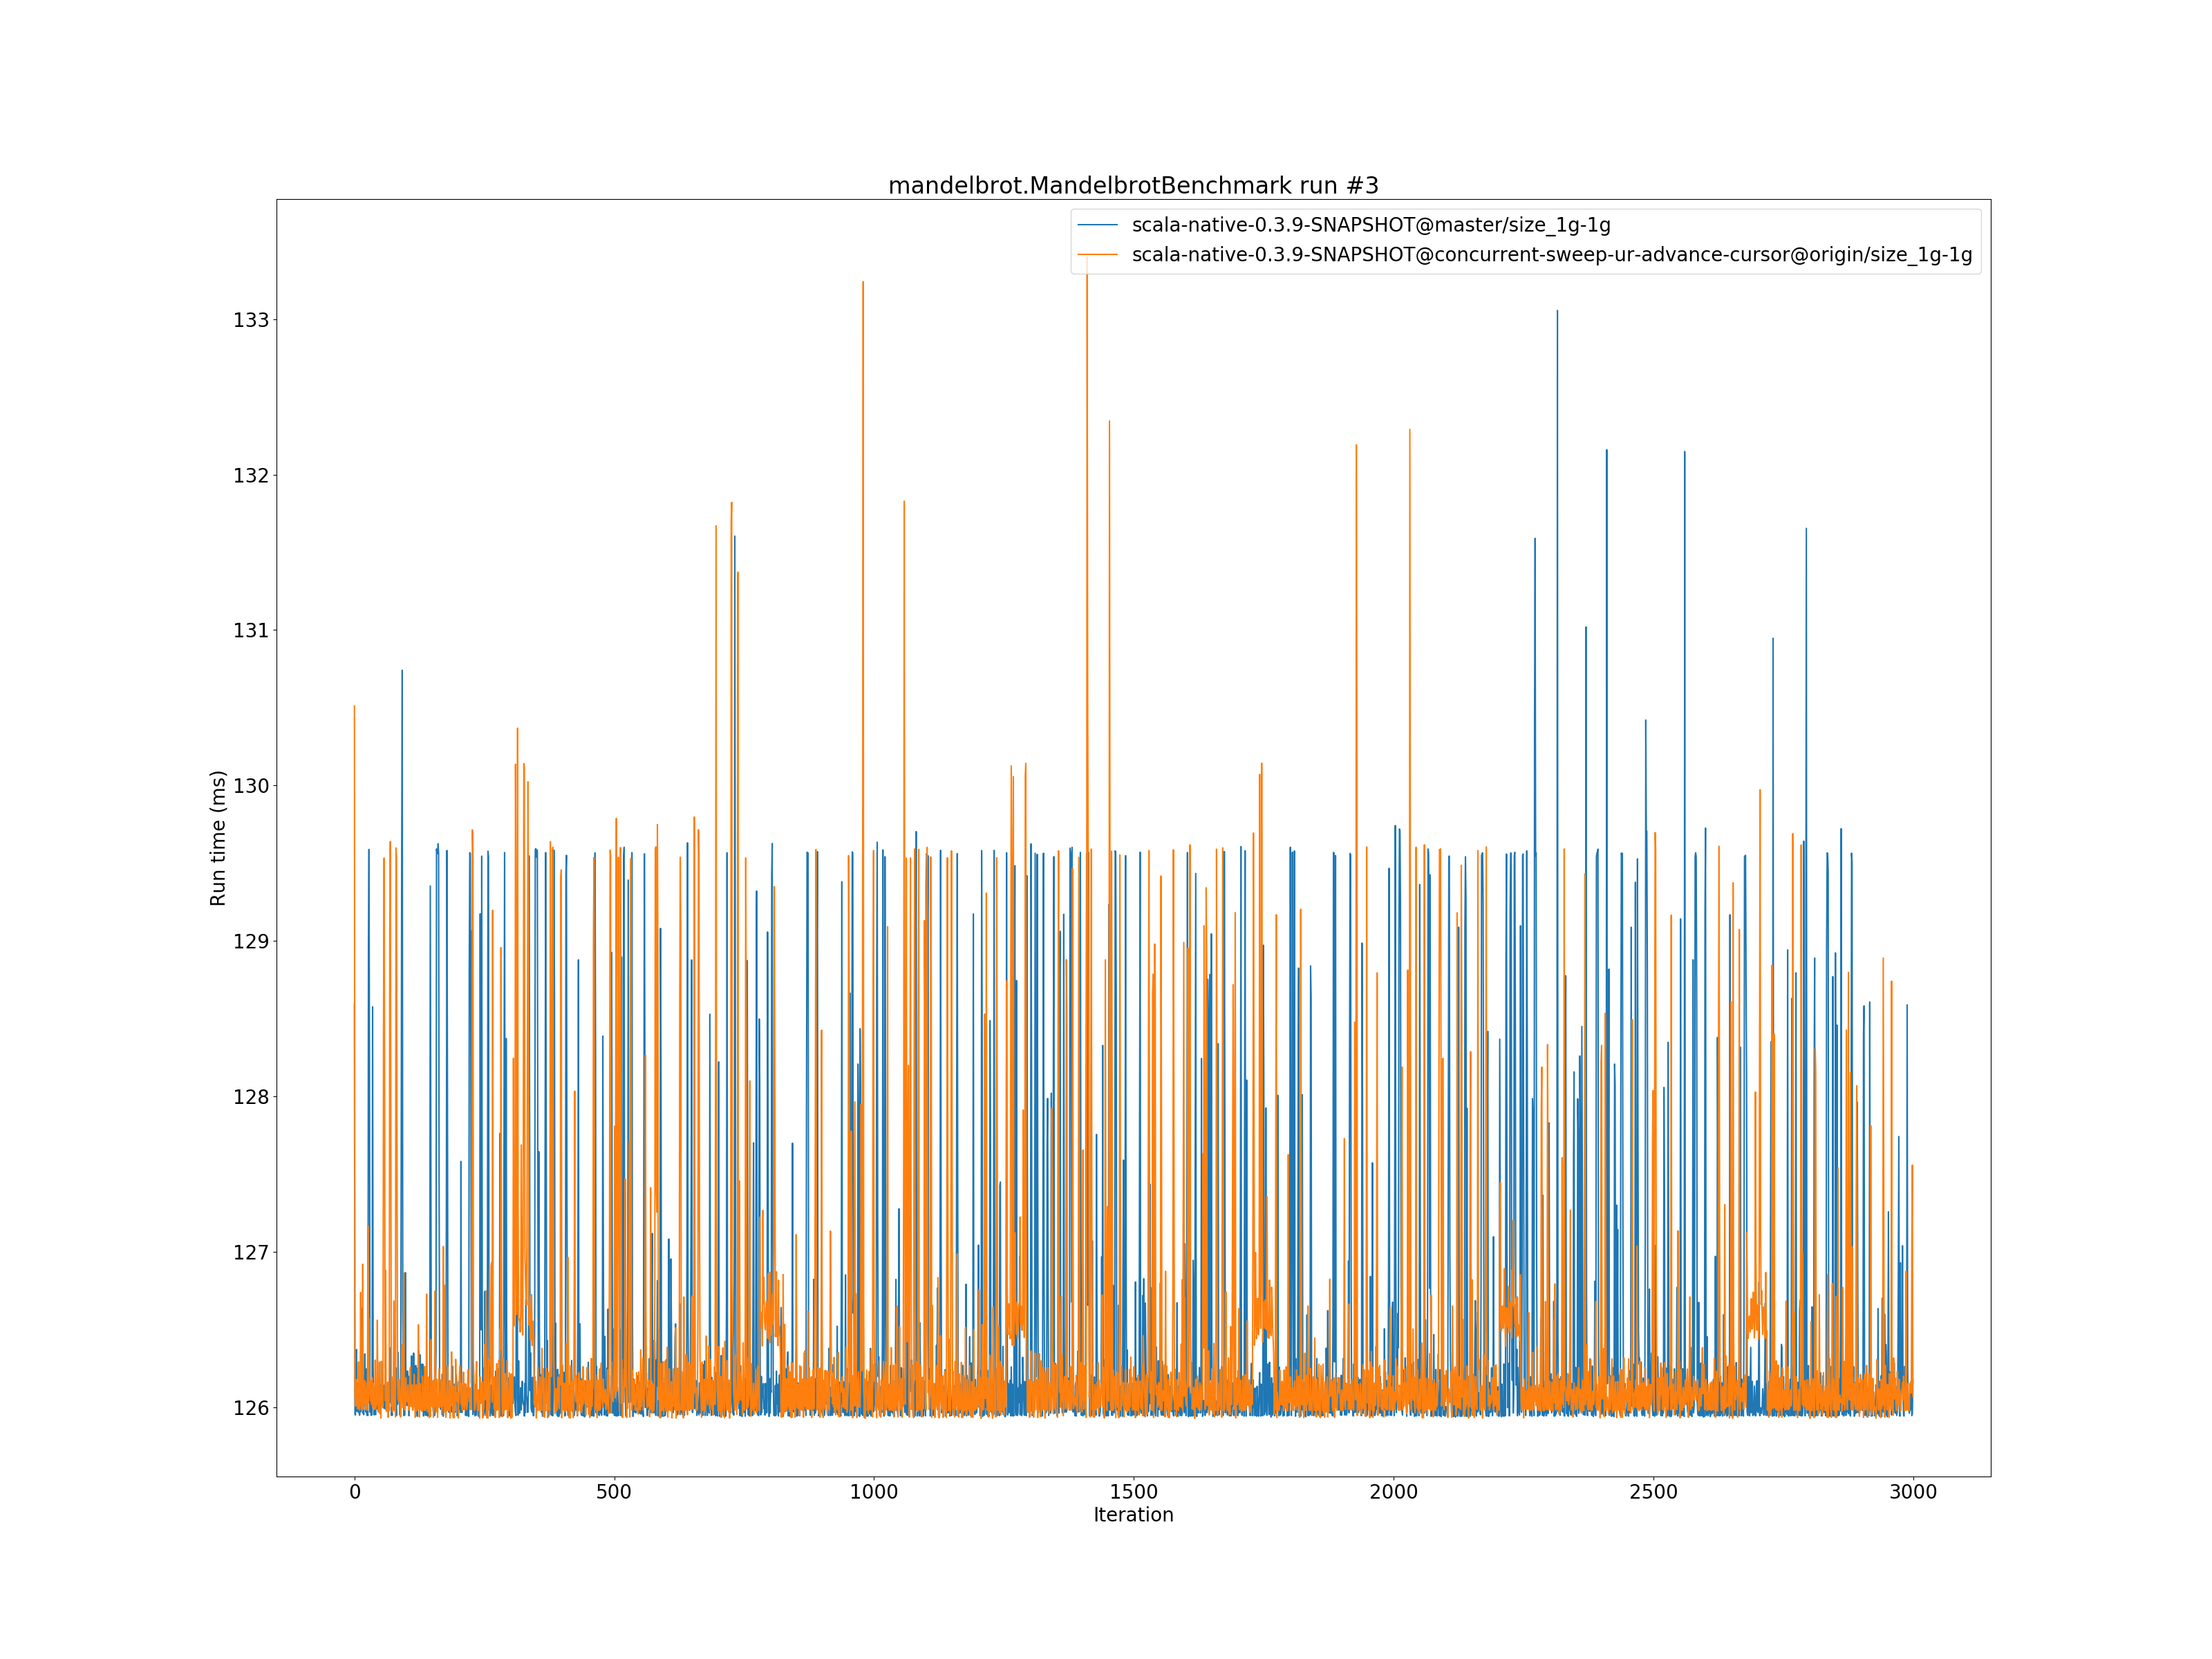 mandelbrot.MandelbrotBenchmark run #3
scala-native-0.3.9-SNAPSHOT@master/size_1g-1g
scala-native-0.3.9-SNAPSHOT@concurrent-sweep-ur-advance-cursor@origin/size_1g-1g
Run time (ms)
133
132
131
130
129
128
127
126
0 500 1000 1500 2000 2500 3000
Iteration